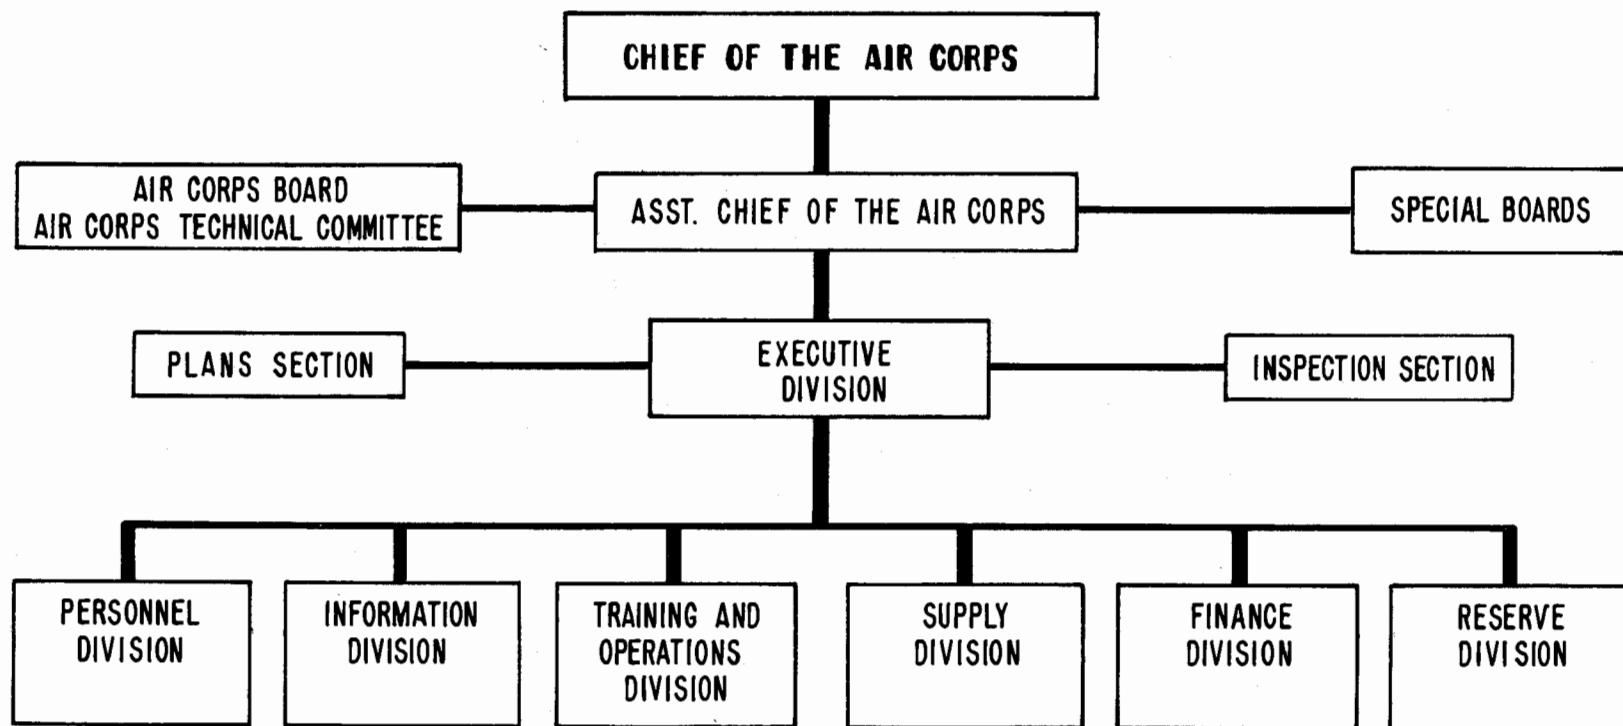 CHIEF OF THE AIR CORPS
AIR CORPS BOARD
AIR CORPS TECHNICAL COMMITTEE
ASST. CHIEF OF THE AIR CORPS
SPECIAL BOARDS
PLANS SECTION
EXECUTIVE
DIVISION
INSPECTION SECTION
PERSONNEL
DIVISION
INFORMATION
DIVISION
TRAINING AND
OPERATIONS
DIVISION
SUPPLY
DIVISION
FINANCE
DIVISION
RESERVE
DIVISION